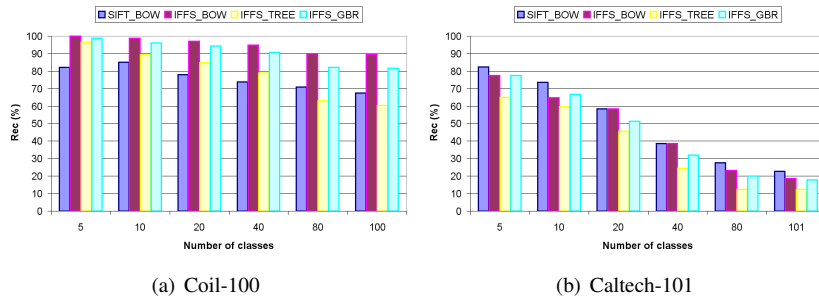 SIFT_BOW IFFS_BOW IFFS_TREE IFFS_GBR
100
90
80
70
60
50
40
30
20
10
0
Rec (%)
5 10 20 40 80 100
Number of classes
(a) Coil-100
SIFT_BOW IFFS_BOW IFFS_TREE IFFS_GBR
100
90
80
70
60
50
40
30
20
10
0
Rec (%)
5 10 20 40 80 101
Number of classes
(b) Caltech-101